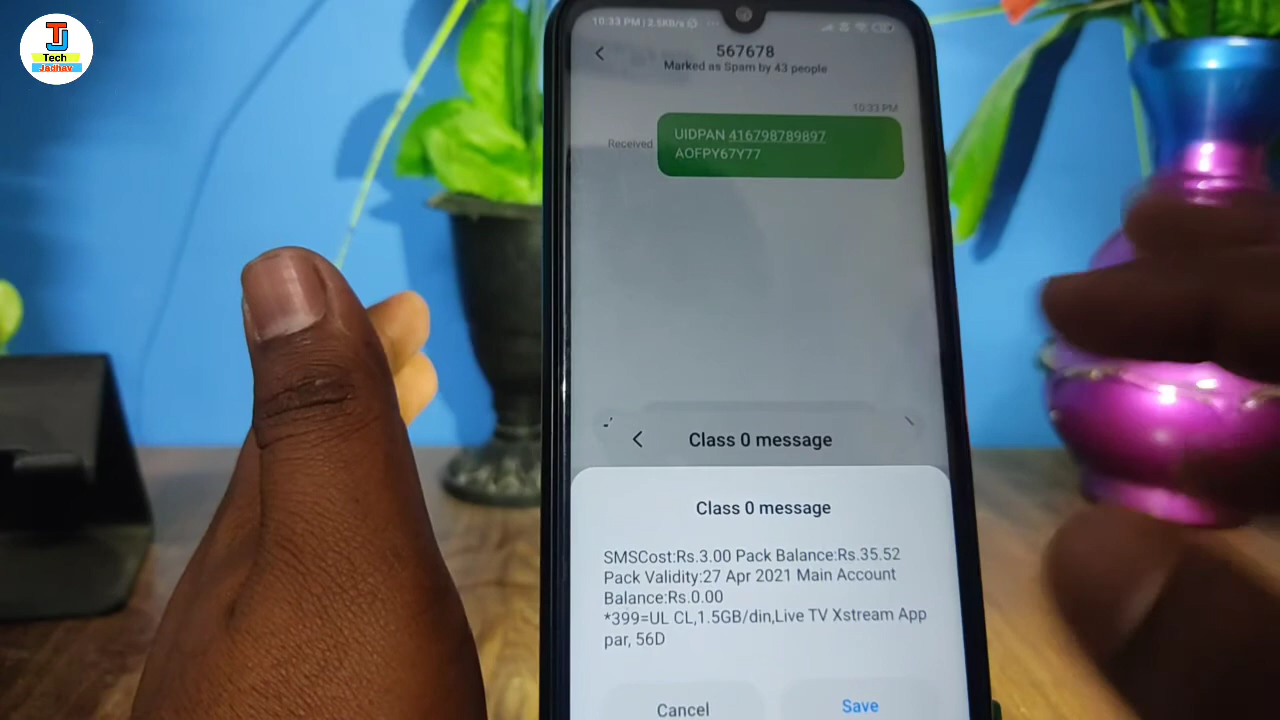 TJ
Tech
Jadhav
10:33 PM | 2.5KB/s
567678
Marked as Spam by 43 people
10:33 PM
Received
UIDPAN 416798789897
AOFPY67Y77
Class 0 message
Class 0 message
SMSCost:Rs.3.00 Pack Balance:Rs.35.52
Pack Validity:27 Apr 2021 Main Account
Balance:Rs.0.00
*399=UL CL,1.5GB/din,Live TV Xstream App
par, 56D
Cancel
Save